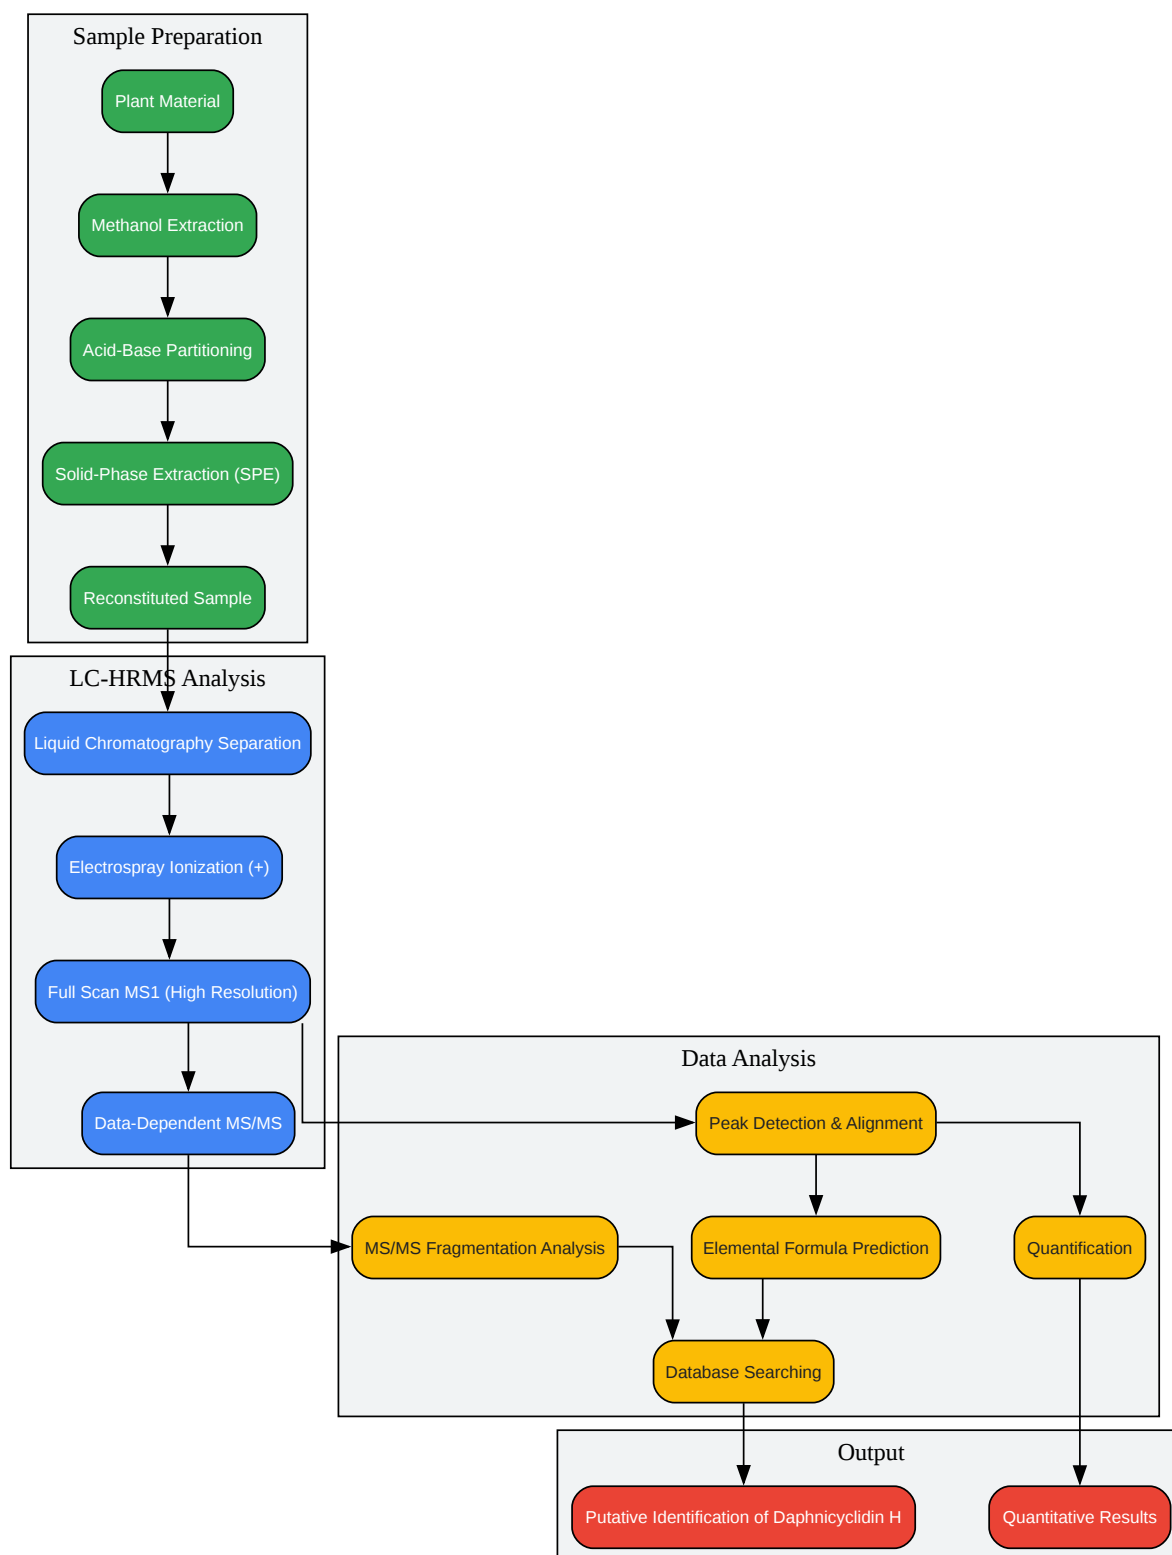 Sample Preparation
Plant Material
Methanol Extraction
Acid-Base Partitioning
Solid-Phase Extraction (SPE)
Reconstituted Sample
LC-HRMS Analysis
Liquid Chromatography Separation
Electrospray Ionization (+)
Full Scan MS1 (High Resolution)
Data-Dependent MS/MS
Data Analysis
Peak Detection & Alignment
MS/MS Fragmentation Analysis
Elemental Formula Prediction
Quantification
Database Searching
Output
Putative Identification of Daphnicyclidin H
Quantitative Results